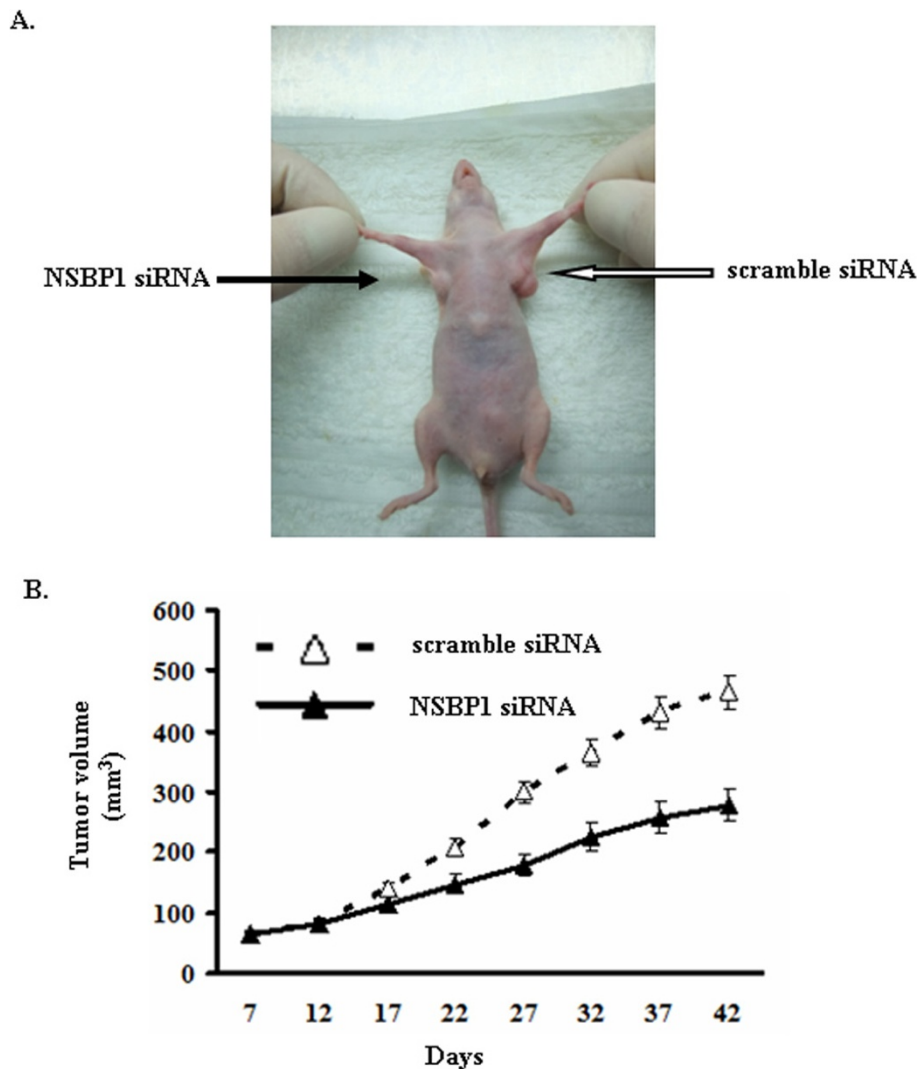 A.
NSBP1 siRNA
scramble siRNA
B.
600
500
400
300
200
100
0
Tumor volume
(mm³)
scramble siRNA
NSBP1 siRNA
7 12 17 22 27 32 37 42
Days